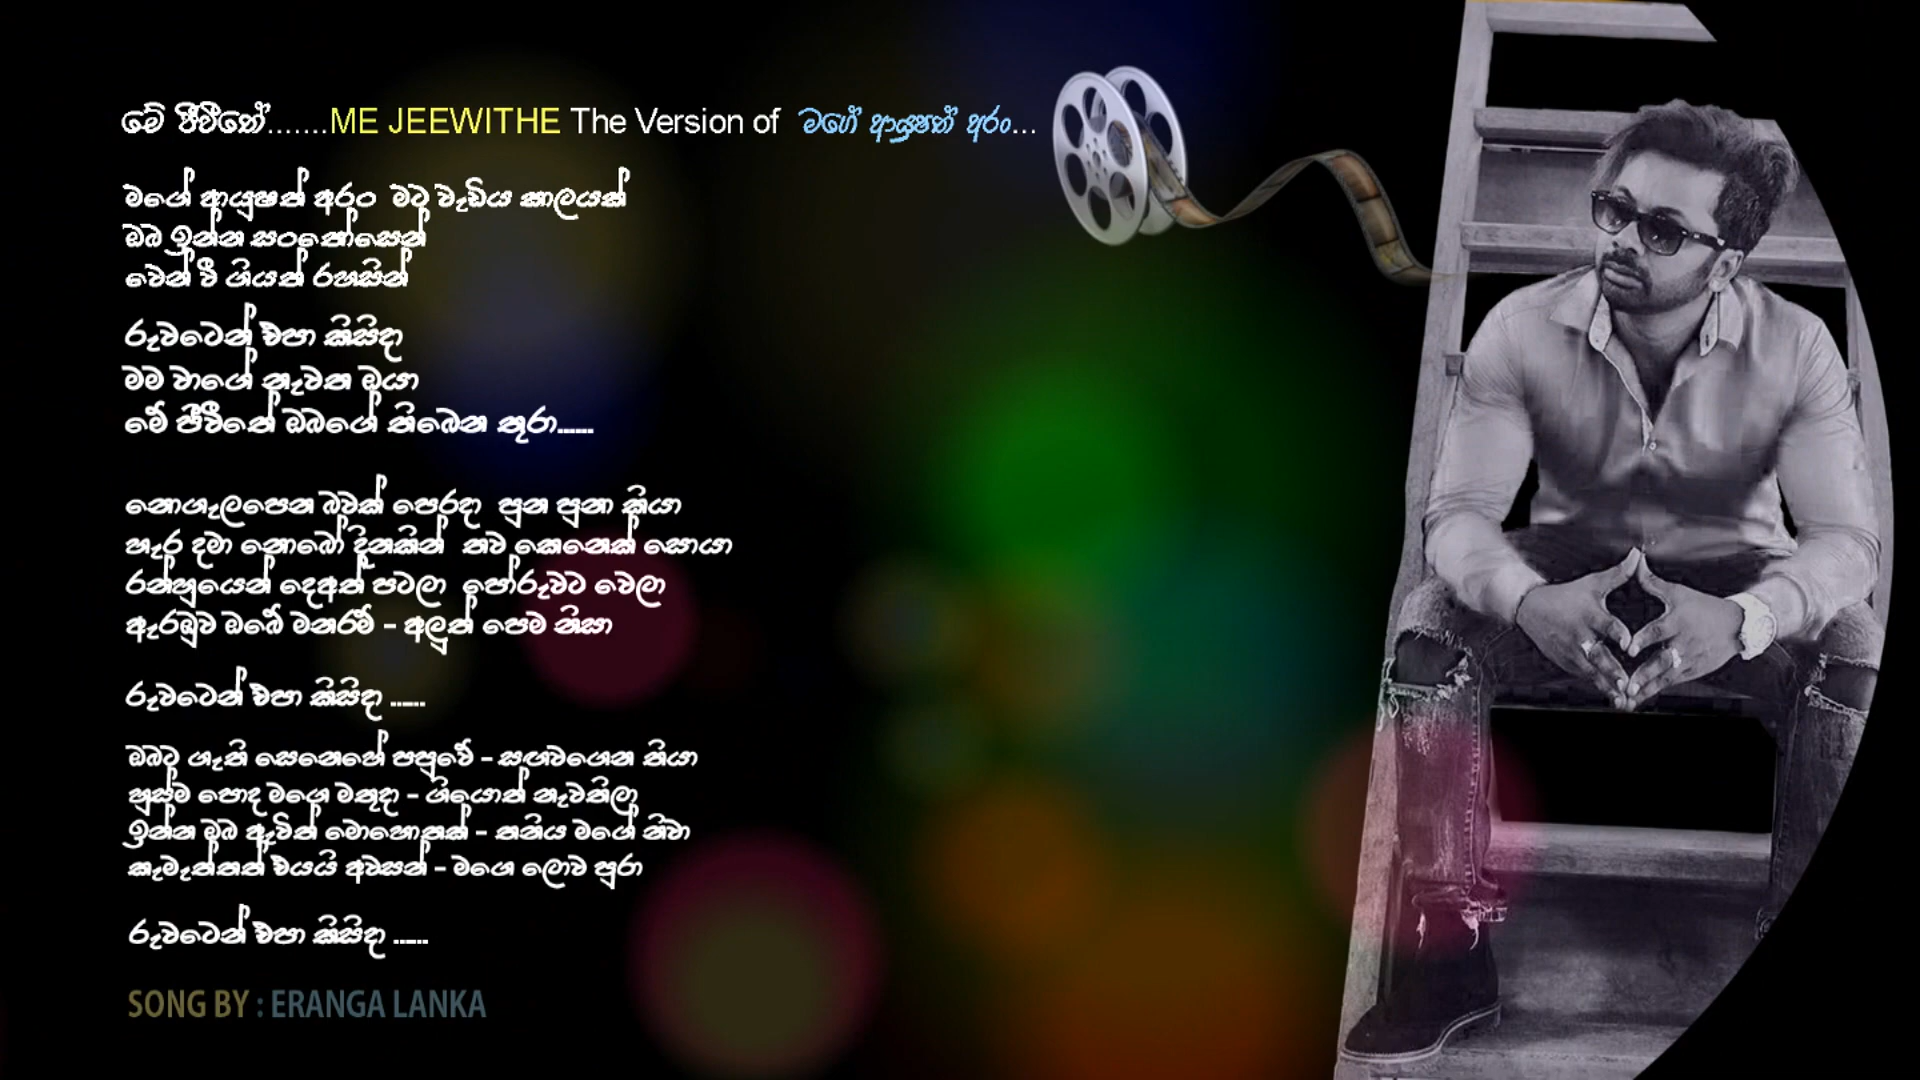 මේ ජීවිතේ.......ME JEEWITHE The Version of මගේ ආයුෂත් අරං...
මගේ ආයුෂත් අරං මට වැඩිය කාලයක්
ඔබ ඉන්න සංතෝසෙන්
වෙන් වී ගියත් රහසින්
රුවටෙන් එපා කිසිදා
මම වාගේ නැවත ඔයා
මේ ජීවිතේ ඔබගේ තිබෙන තුරා......
නොගැලපෙන බවක් පෙරදා පුන පුනා කියා
හැර දමා නොබෝ දිනකින් තව කෙනෙක් සොයා
රන්හුයෙන් දෙඅත් පටලා පෝරුවට වෙලා
ඇරඹුව ඔබේ මනරම් – අලුත් පෙම නිසා
රුවටෙන් එපා කිසිදා ......
ඔබට ගැති සෙනෙහේ පපුවේ – සඟවගෙන තියා
හුස්ම පොද මගෙ මතුදා – ගියොත් නැවතිලා
ඉන්න ඔබ ඇවිත් මොහොතක් – තනිය මගේ නිවා
කැමැත්තත් එයයි අවසන් – මගෙ ලොව පුරා
රුවටෙන් එපා කිසිදා ......
SONG BY : ERANGA LANKA